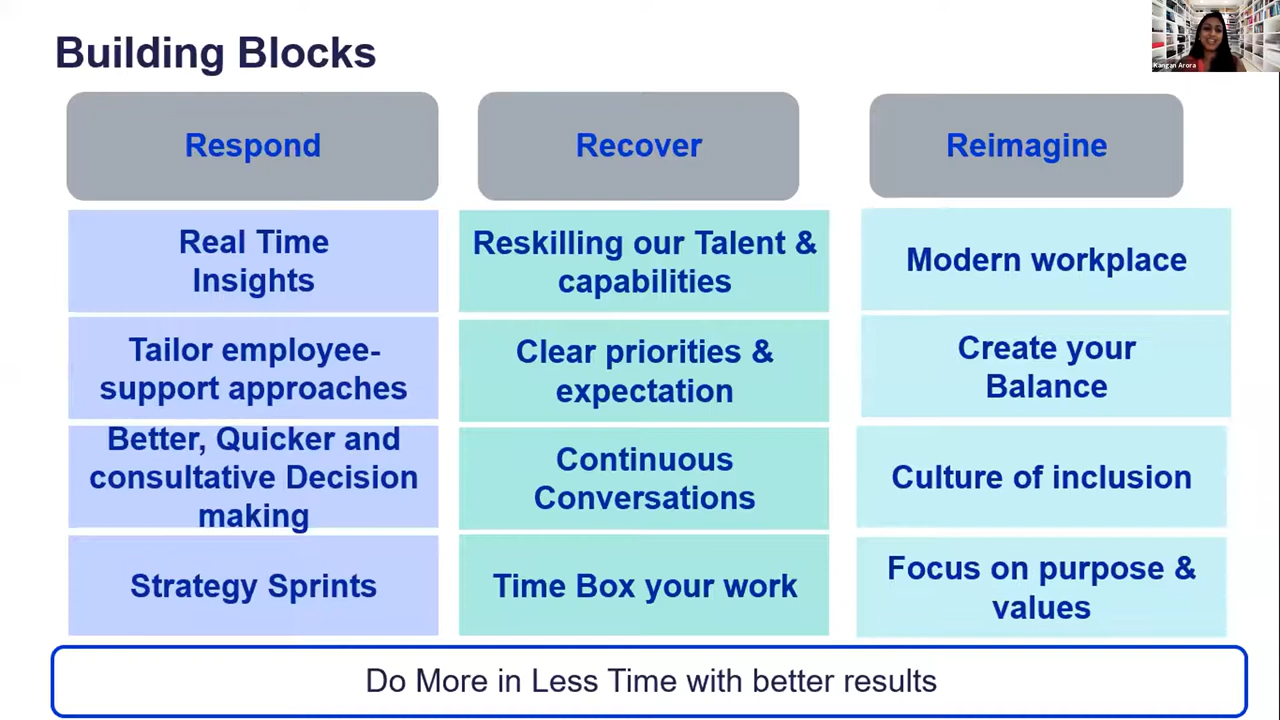 Building Blocks
Kangan Arora
Respond
Recover
Reimagine
Real Time
Insights
Reskilling our Talent &
capabilities
Modern workplace
Tailor employee-
support approaches
Clear priorities &
expectation
Create your
Balance
Better, Quicker and
consultative Decision
making
Continuous
Conversations
Culture of inclusion
Strategy Sprints
Time Box your work
Focus on purpose &
values
Do More in Less Time with better results